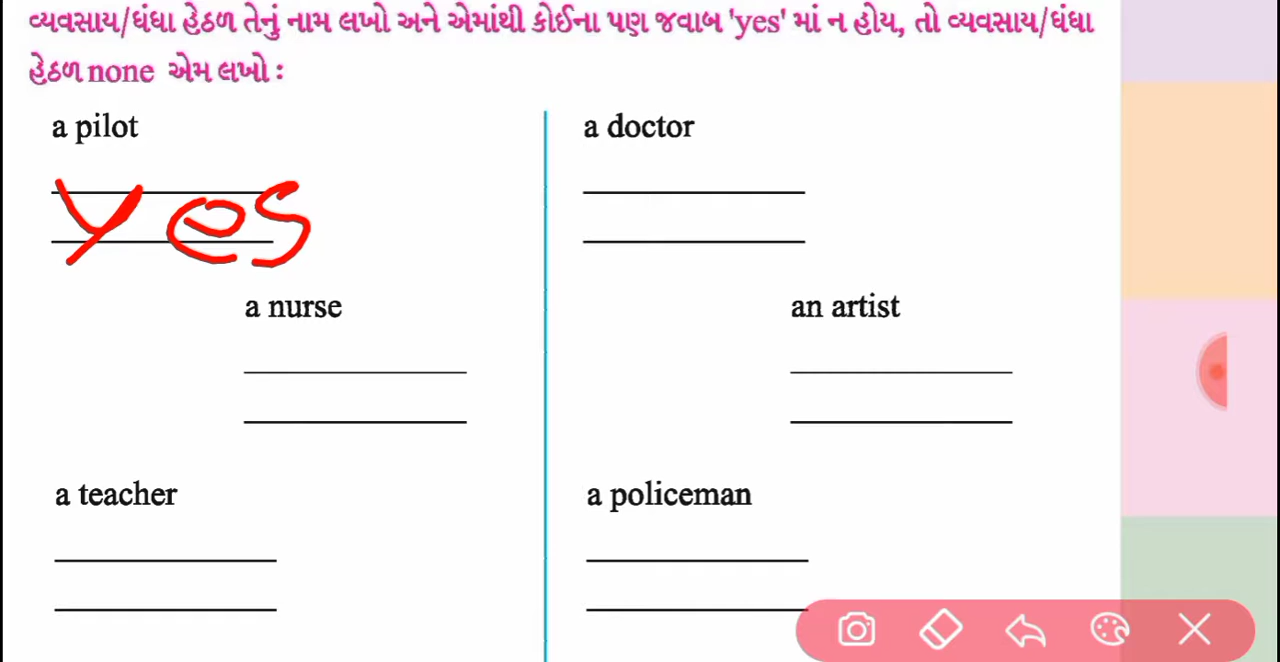 વ્યવસાય/ધંધા હેઠળ તેનું નામ લખો અને એમાંથી કોઈના પણ જવાબ 'yes' માં ન હોય, તો વ્યવસાય/ધંધા
હેઠળ none એમ લખો :
a pilot
yes
a doctor
a nurse
an artist
a teacher
a policeman